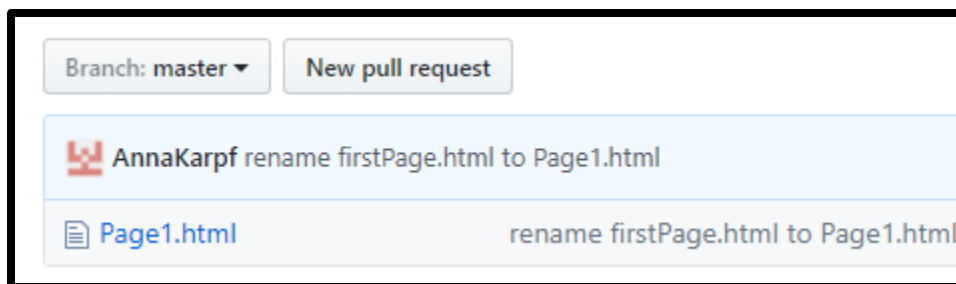 Branch: master New pull request
AnnaKarpf rename firstPage.html to Page1.html
Page1.html rename firstPage.html to Page1.html